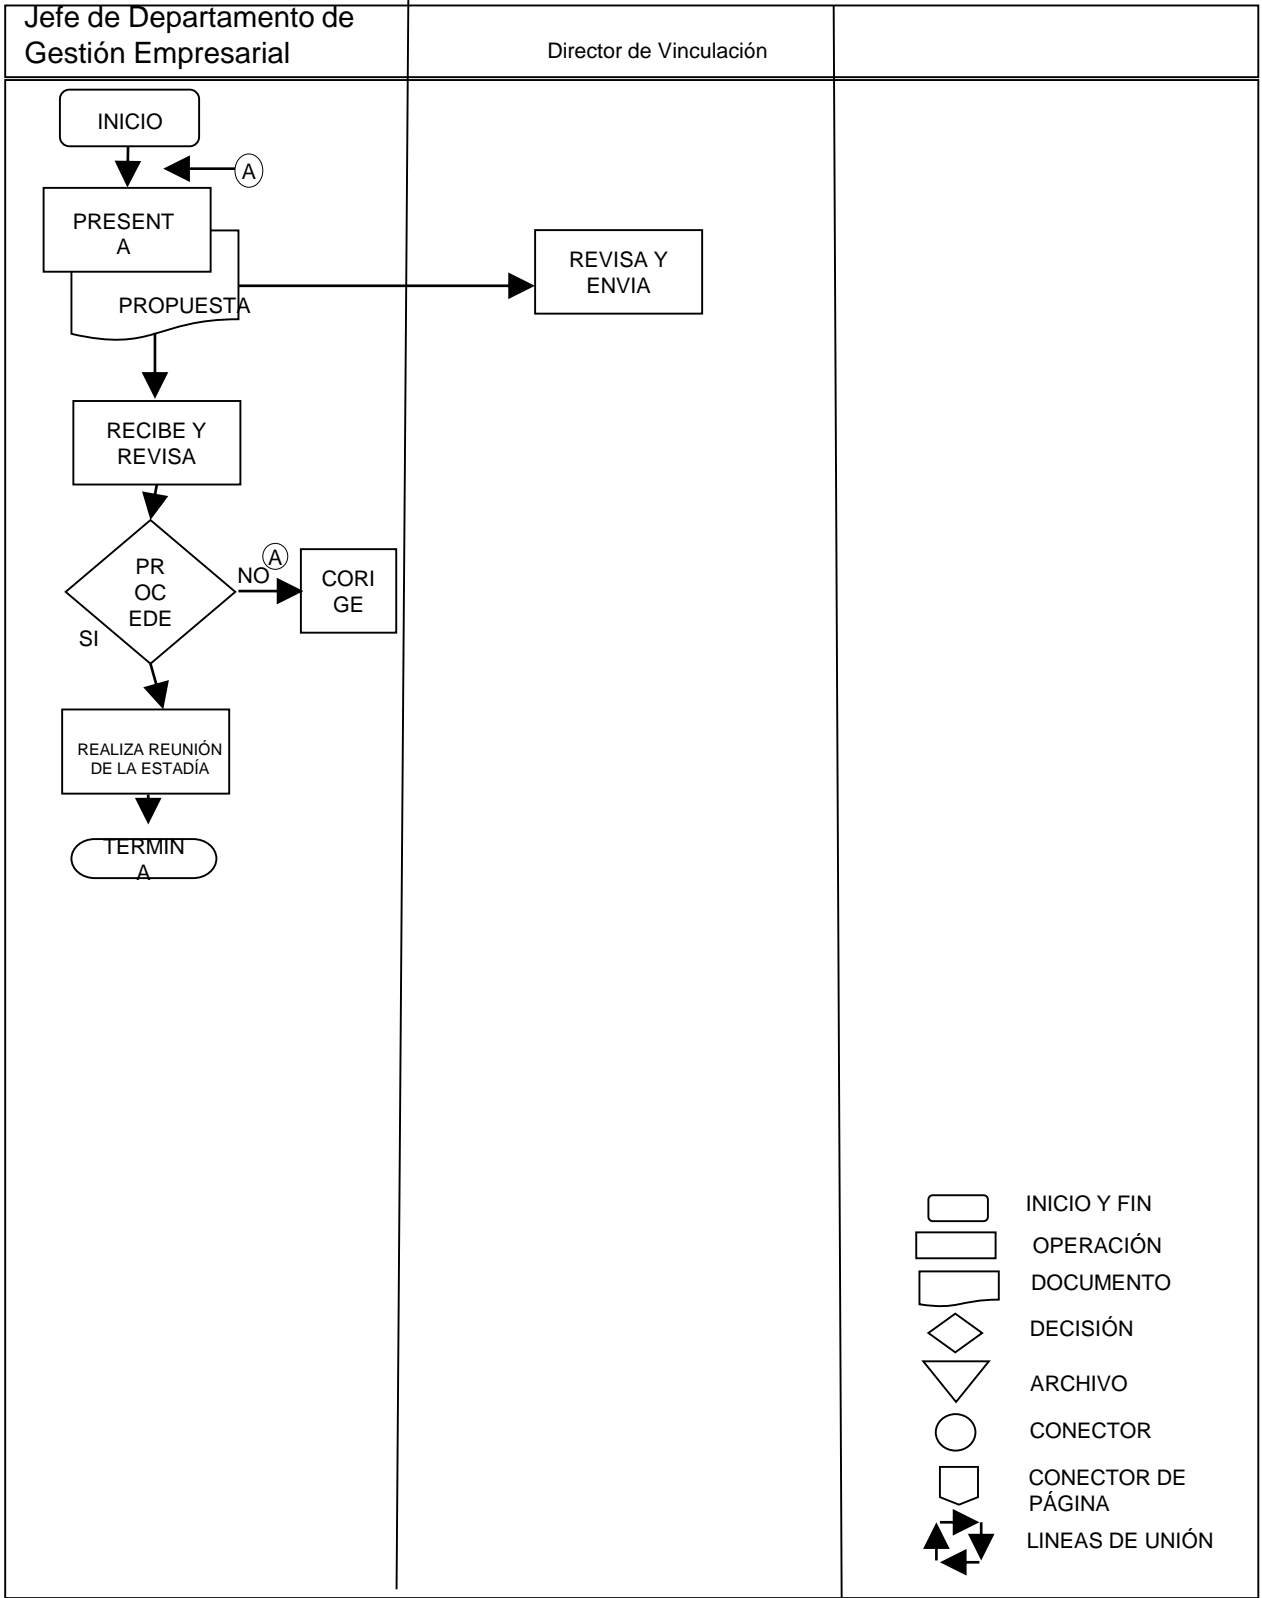 Jefe de Departamento de
Gestión Empresarial
Director de Vinculación
INICIO
A
PRESENT
A
PROPUESTA
REVISA Y
ENVIA
RECIBE Y
REVISA
PR
OC
EDE
NO
A
CORI
GE
SI
REALIZA REUNIÓN
DE LA ESTADÍA
TERMIN
A
INICIO Y FIN
OPERACIÓN
DOCUMENTO
DECISIÓN
ARCHIVO
CONECTOR
CONECTOR DE
PÁGINA
LINEAS DE UNIÓN